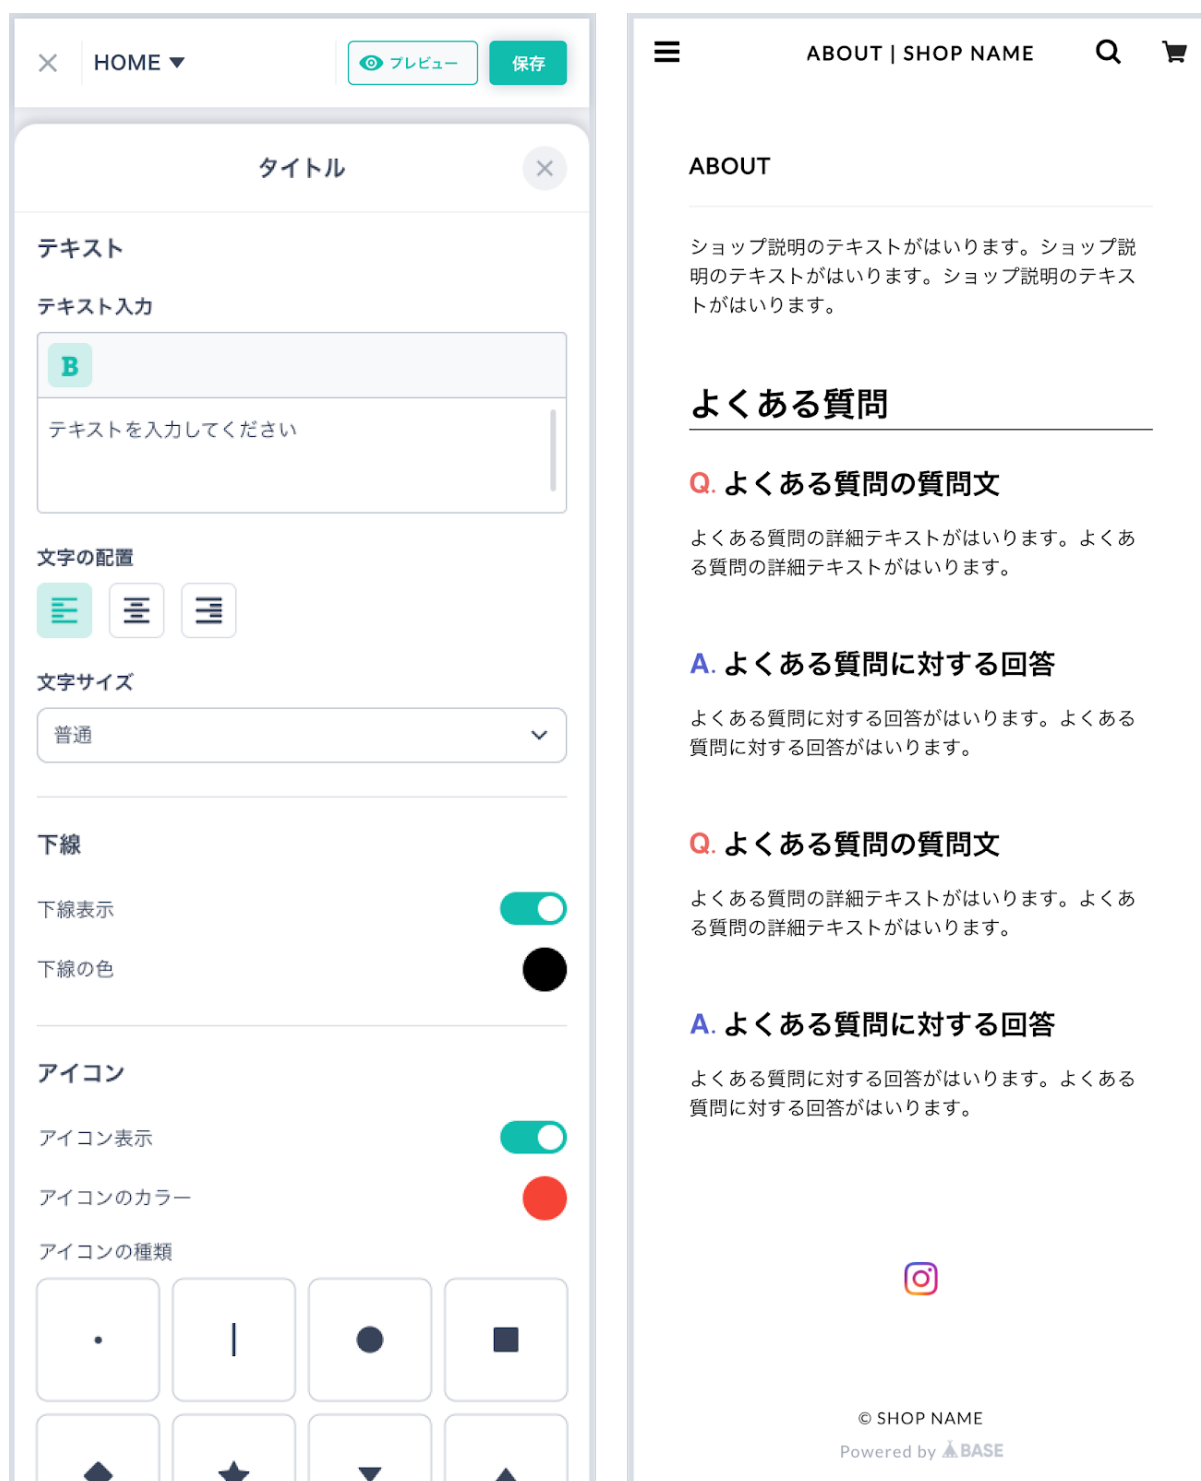 HOME ▼
プレビュー
保存
タイトル
テキスト
テキスト入力
B
テキストを入力してください
文字の配置
文字サイズ
普通
下線
下線表示
下線の色
アイコン
アイコン表示
アイコンのカラー
アイコンの種類
ABOUT | SHOP NAME
ABOUT
ショップ説明のテキストがはいります。ショップ説
明のテキストがはいります。ショップ説明のテキス
トがはいります。
よくある質問
Q. よくある質問の質問文
よくある質問の詳細テキストがはいります。よくあ
る質問の詳細テキストがはいります。
A. よくある質問に対する回答
よくある質問に対する回答がはいります。よくある
質問に対する回答がはいります。
Q. よくある質問の質問文
よくある質問の詳細テキストがはいります。よくあ
る質問の詳細テキストがはいります。
A. よくある質問に対する回答
よくある質問に対する回答がはいります。よくある
質問に対する回答がはいります。
© SHOP NAME
Powered by BASE